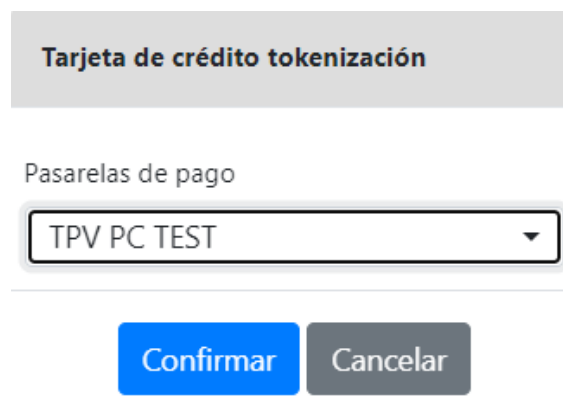 Tarjeta de crédito tokenización
Pasarelas de pago
TPV PC TEST
Confirmar Cancelar